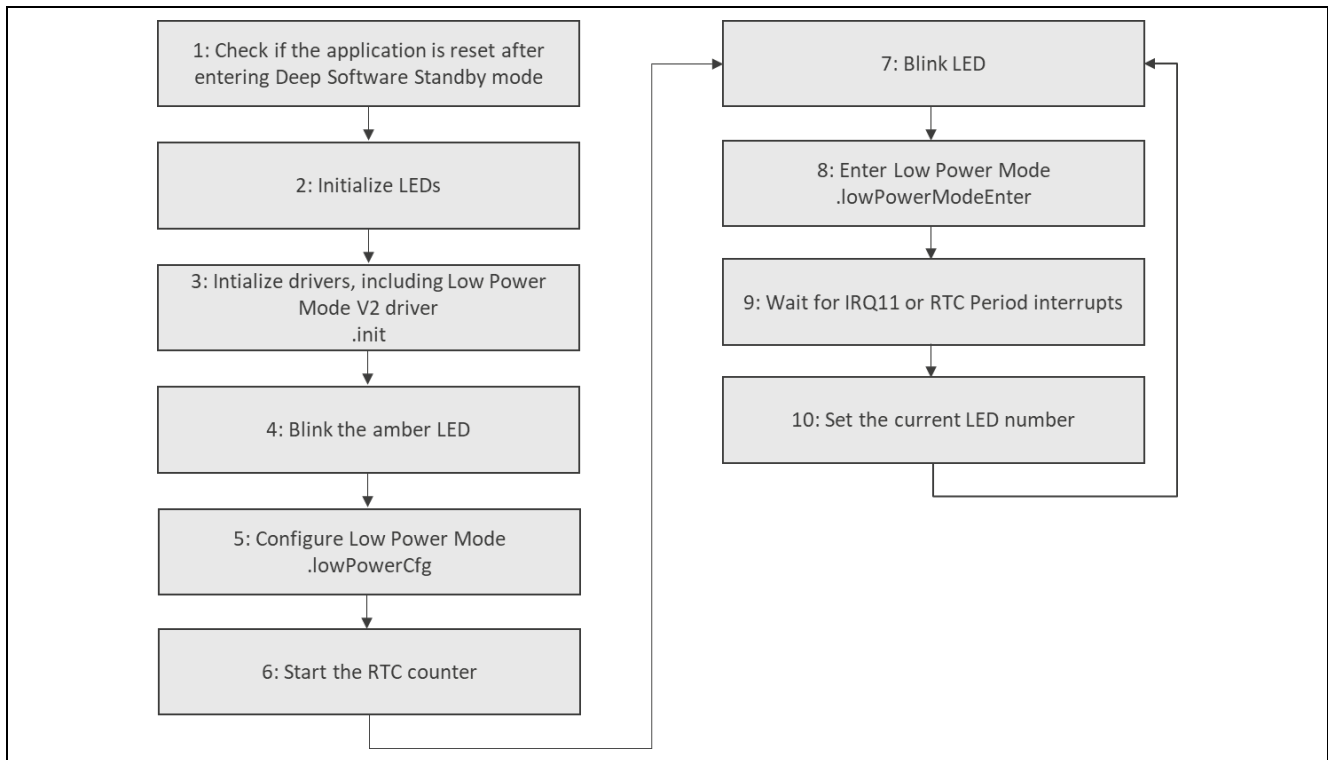 1: Check if the application is reset after
entering Deep Software Standby mode
2: Initialize LEDs
3: Intialize drivers, including Low Power
Mode V2 driver
.init
4: Blink the amber LED
5: Configure Low Power Mode
.lowPowerCfg
6: Start the RTC counter
7: Blink LED
8: Enter Low Power Mode
.lowPowerModeEnter
9: Wait for IRQ11 or RTC Period interrupts
10: Set the current LED number